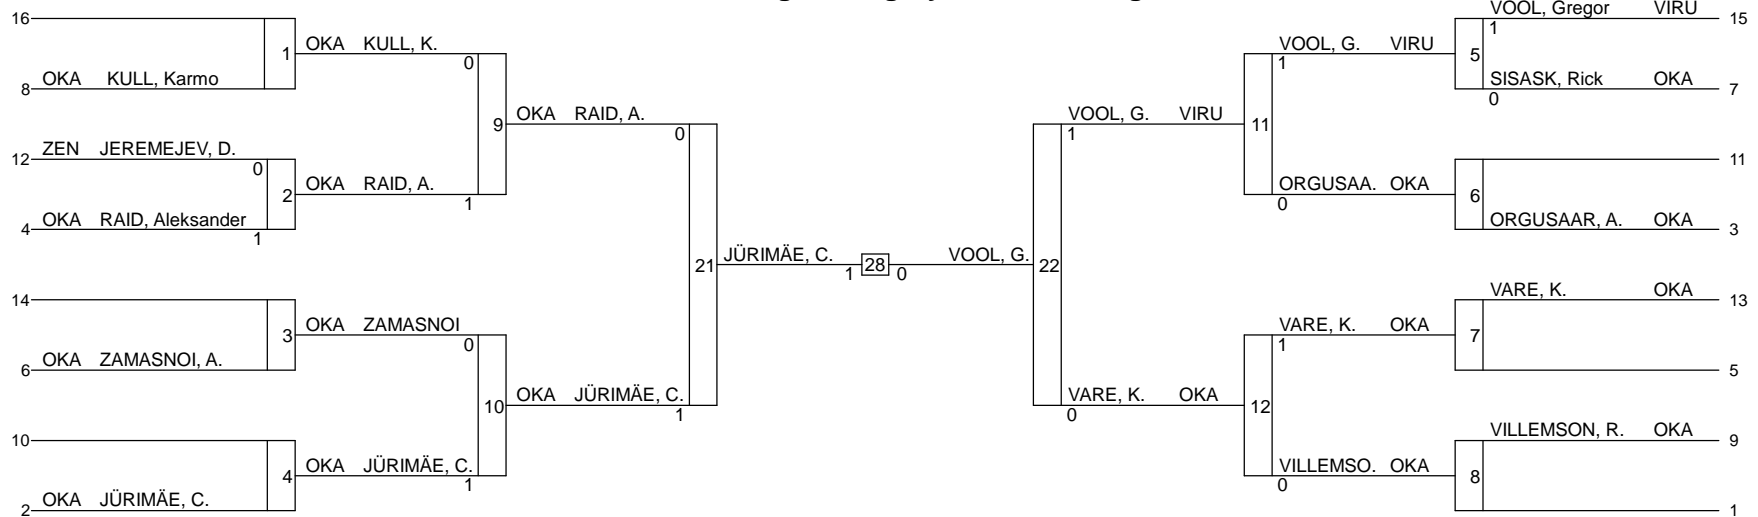 16
OKA KULL, K.
0
1
8 OKA KULL, Karmo
9 OKA RAID, A.
0
12 ZEN JEREMEJEV, D.
0
2 OKA RAID, A.
1
4 OKA RAID, Aleksander
1
21 JÜRIMÄE, C.
1 28 0
VOOL, G. 22
14
3 OKA ZAMASNOI
0
6 OKA ZAMASNOI, A.
10 OKA JÜRIMÄE, C.
1
10
4 OKA JÜRIMÄE, C.
1
2 OKA JÜRIMÄE, C.
VOOL, Gregor VIRU 15
1
VOOL, G. VIRU 5
1
SISASK, Rick OKA 7
0
VOOL, G. VIRU 11
1
11
ORGUSAA. OKA 6
0
ORGUSAAR, A. OKA 3
VARE, K. OKA 13
VARE, K. OKA 7
1
5
VARE, K. OKA 12
0
VILLEMSON, R. OKA 9
VILLEMSO. OKA 8
0
1